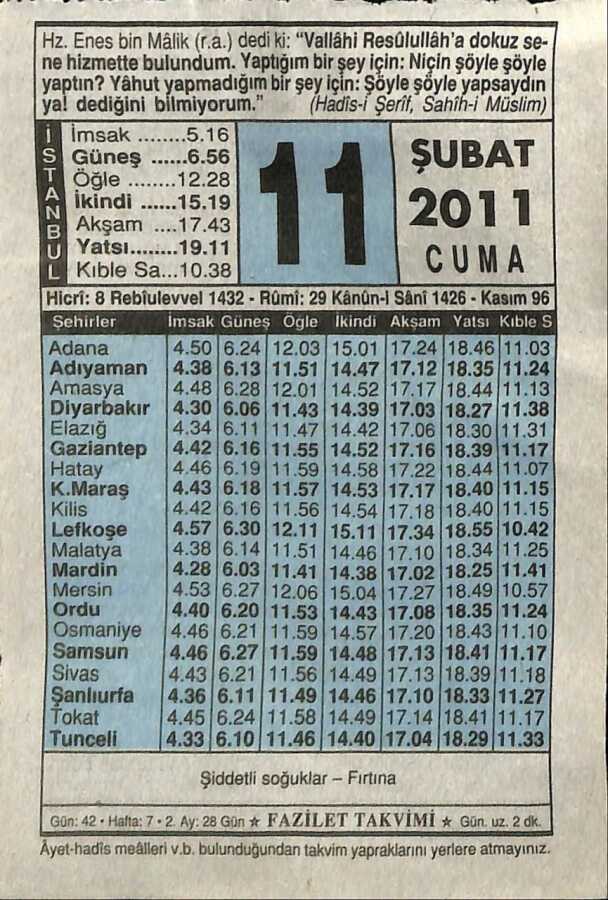 Hz. Enes bin Mâlik (r.a.) dedi ki: "Vallâhi Resûlullâh'a dokuz se-
ne hizmette bulundum. Yaptığım bir şey için: Niçin şöyle şöyle
yaptın? Yâhut yapmadığım bir şey için: Şöyle şöyle yapsaydın
ya! dediğini bilmiyorum." (Hadîs-i Şerîf, Sahîh-i Müslim)
İSTANBUL
İmsak ........5.16
Güneş ......6.56
Öğle ........12.28
İkindi ......15.19
Akşam ....17.43
Yatsı.........19.11
Kıble Sa...10.38
11
ŞUBAT
2011
CUMA
Hicrî: 8 Rebîulevvel 1432 - Rûmî: 29 Kânûn-i Sânî 1426 - Kasım 96
Şehirler İmsak Güneş Öğle İkindi Akşam Yatsı Kıble S
Adana 4.50 6.24 12.03 15.01 17.24 18.46 11.03
Adıyaman 4.38 6.13 11.51 14.47 17.12 18.35 11.24
Amasya 4.48 6.28 12.01 14.52 17.17 18.44 11.13
Diyarbakır 4.30 6.06 11.43 14.39 17.03 18.27 11.38
Elazığ 4.34 6.11 11.47 14.42 17.06 18.30 11.31
Gaziantep 4.42 6.16 11.55 14.52 17.16 18.39 11.17
Hatay 4.46 6.19 11.59 14.58 17.22 18.44 11.07
K.Maraş 4.43 6.18 11.57 14.53 17.17 18.40 11.15
Kilis 4.42 6.16 11.56 14.54 17.18 18.40 11.15
Lefkoşe 4.57 6.30 12.11 15.11 17.34 18.55 10.42
Malatya 4.38 6.14 11.51 14.46 17.10 18.34 11.25
Mardin 4.28 6.03 11.41 14.38 17.02 18.25 11.41
Mersin 4.53 6.27 12.06 15.04 17.27 18.49 10.57
Ordu 4.40 6.20 11.53 14.43 17.08 18.35 11.24
Osmaniye 4.46 6.21 11.59 14.57 17.20 18.43 11.10
Samsun 4.46 6.27 11.59 14.48 17.13 18.41 11.17
Sivas 4.43 6.21 11.56 14.49 17.13 18.39 11.18
Şanlıurfa 4.36 6.11 11.49 14.46 17.10 18.33 11.27
Tokat 4.45 6.24 11.58 14.49 17.14 18.41 11.17
Tunceli 4.33 6.10 11.46 14.40 17.04 18.29 11.33
Şiddetli soğuklar – Fırtına
Gün: 42 • Hafta: 7 • 2. Ay: 28 Gün ★ FAZİLET TAKVİMİ ★ Gün. uz. 2 dk.
Âyet-hadîs meâlleri v.b. bulunduğundan takvim yapraklarını yerlere atmayınız.